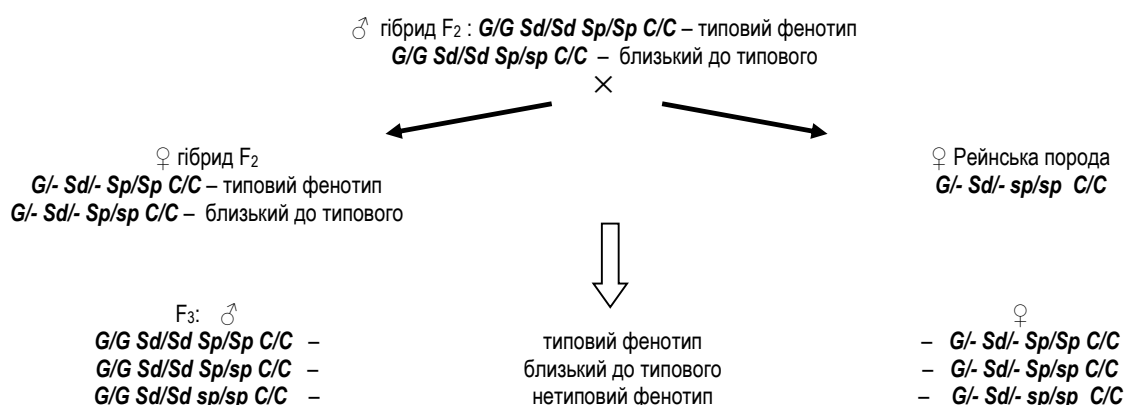 ♂ гібрид F2 : G/G Sd/Sd Sp/Sp C/C – типовий фенотип
G/G Sd/Sd Sp/sp C/C – близький до типового
×
♀ гібрид F2
G/- Sd/- Sp/Sp C/C – типовий фенотип
G/- Sd/- Sp/sp C/C – близький до типового
♀ Рейнська порода
G/- Sd/- sp/sp C/C
F3: ♂ ♀
G/G Sd/Sd Sp/Sp C/C – типовий фенотип – G/- Sd/- Sp/Sp C/C
G/G Sd/Sd Sp/sp C/C – близький до типового – G/- Sd/- Sp/sp C/C
G/G Sd/Sd sp/sp C/C – нетиповий фенотип – G/- Sd/- sp/sp C/C